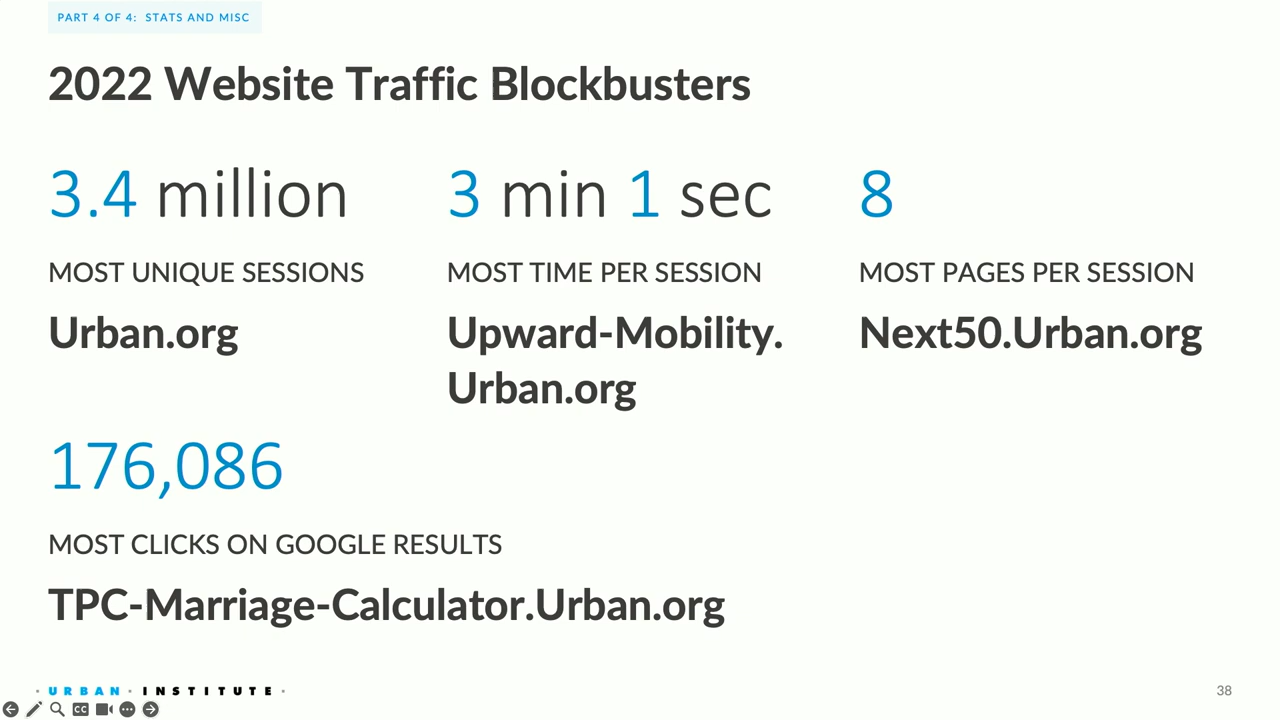 PART 4 OF 4: STATS AND MISC
2022 Website Traffic Blockbusters
3.4 million
MOST UNIQUE SESSIONS
Urban.org
3 min 1 sec
MOST TIME PER SESSION
Upward-Mobility.
Urban.org
8
MOST PAGES PER SESSION
Next50.Urban.org
176,086
MOST CLICKS ON GOOGLE RESULTS
TPC-Marriage-Calculator.Urban.org
· URBAN · INSTITUTE ·
38
CC